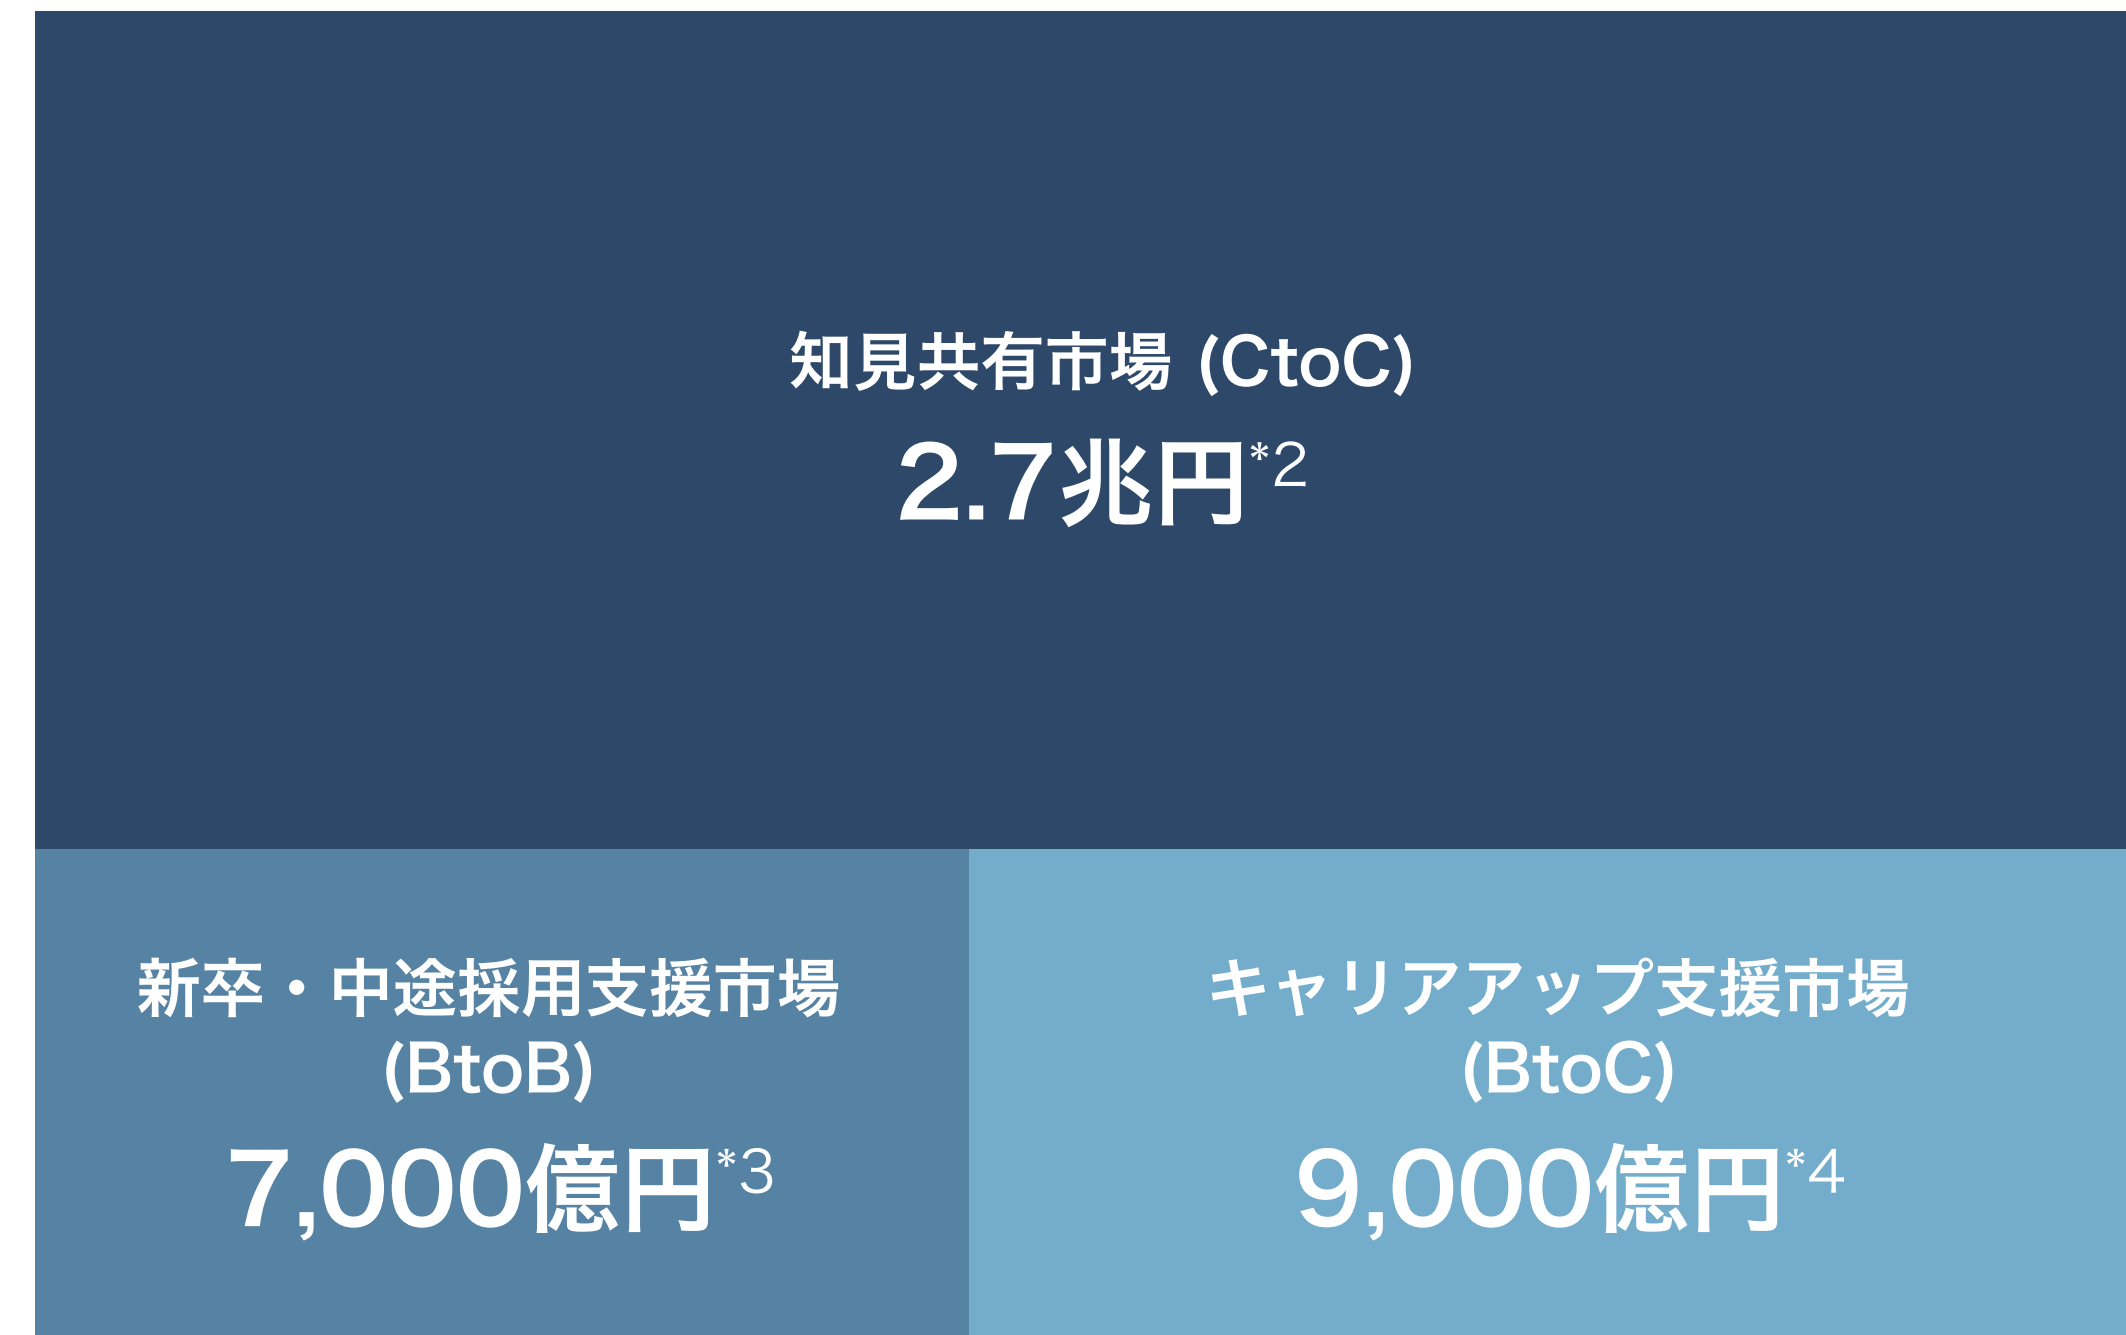 知見共有市場 (CtoC)
2.7兆円*2
新卒・中途採用支援市場
(BtoB)
7,000億円*3
キャリアアップ支援市場
(BtoC)
9,000億円*4